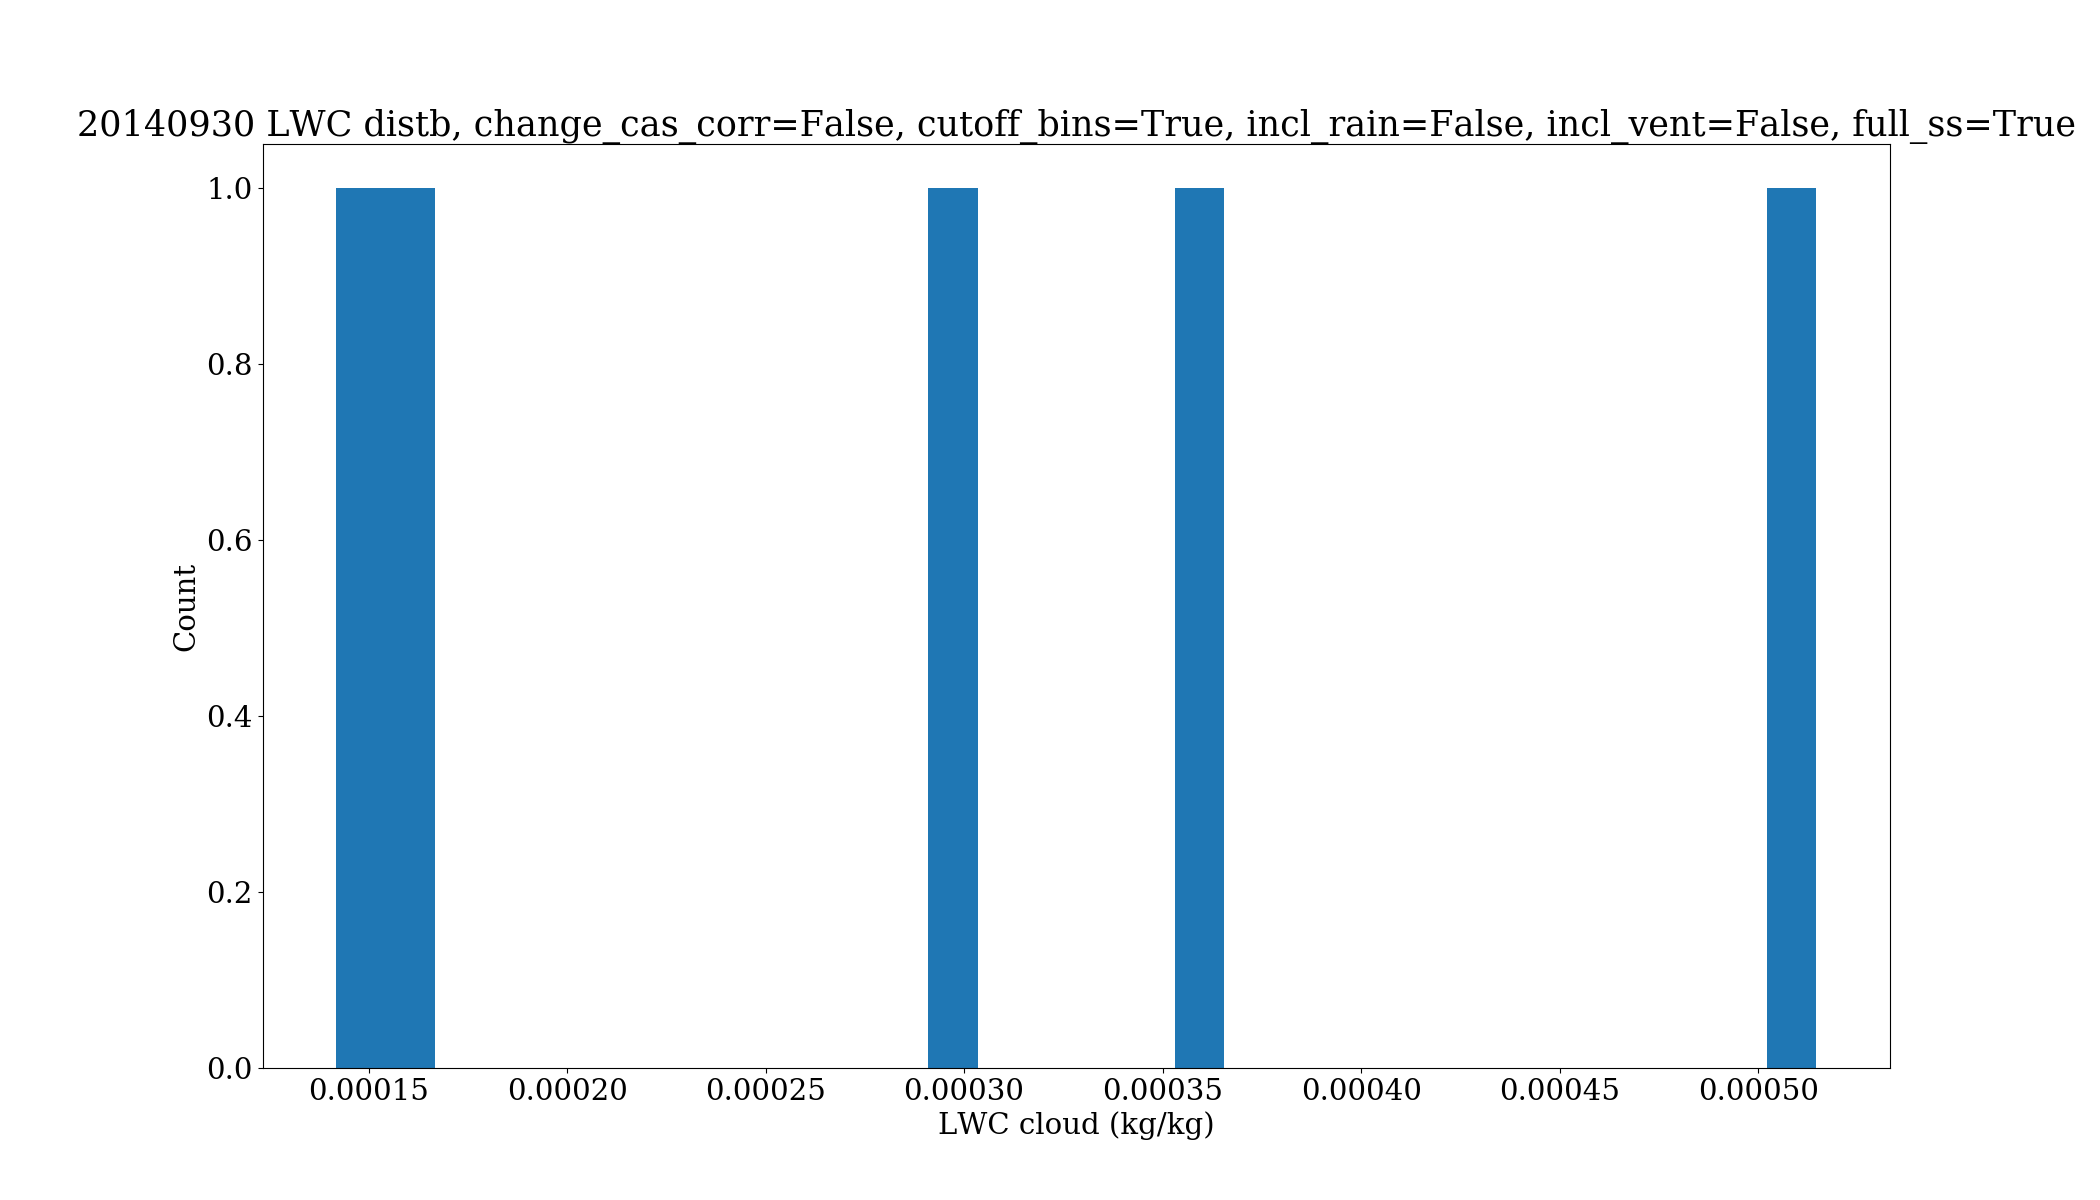 20140930 LWC distb, change_cas_corr=False, cutoff_bins=True, incl_rain=False, incl_vent=False, full_ss=True
1.0
0.8
0.6
0.4
0.2
0.0
Count
0.00015 0.00020 0.00025 0.00030 0.00035 0.00040 0.00045 0.00050
LWC cloud (kg/kg)